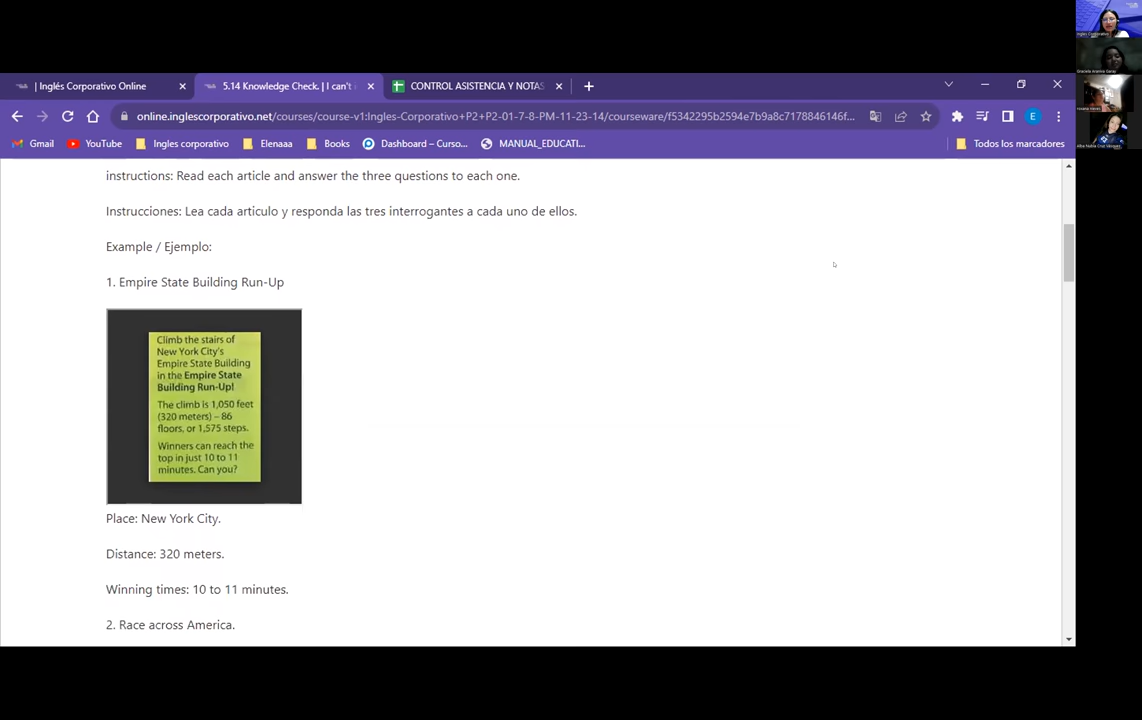 | Inglés Corporativo Online
5.14 Knowledge Check. | I can't
CONTROL ASISTENCIA Y NOTAS
online.inglescorporativo.net/courses/course-v1:Ingles-Corporativo+P2+P2-01-7-8-PM-11-23-14/courseware/f5342295b2594e7b9a8c7178846146f...
E
Gmail
YouTube
Ingles corporativo
Elenaaa
Books
Dashboard – Curso...
MANUAL_EDUCATI...
Todos los marcadores
instructions: Read each article and answer the three questions to each one.
Instrucciones: Lea cada articulo y responda las tres interrogantes a cada uno de ellos.
Example / Ejemplo:
1. Empire State Building Run-Up
Climb the stairs of
New York City's
Empire State Building
in the Empire State
Building Run-Up!
The climb is 1,050 feet
(320 meters) – 86
floors, or 1,575 steps.
Winners can reach the
top in just 10 to 11
minutes. Can you?
Place: New York City.
Distance: 320 meters.
Winning times: 10 to 11 minutes.
2. Race across America.
Inglés Corporativo